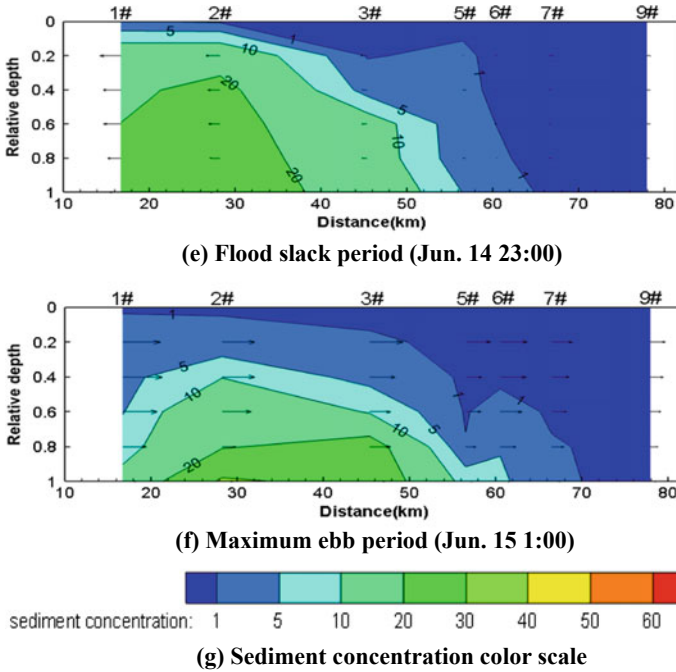 1# 2# 3# 5# 6# 7# 9#
0
0.2
0.4
0.6
0.8
1
Relative depth
5 1 10 20 5 10 1 20 1
10 20 30 40 50 60 70 80
Distance(km)
(e) Flood slack period (Jun. 14 23:00)
1# 2# 3# 5# 6# 7# 9#
0
0.2
0.4
0.6
0.8
1
Relative depth
1 5 10 1 1 10 5 20
10 20 30 40 50 60 70 80
Distance(km)
(f) Maximum ebb period (Jun. 15 1:00)
sediment concentration: 1 5 10 20 30 40 50 60
(g) Sediment concentration color scale